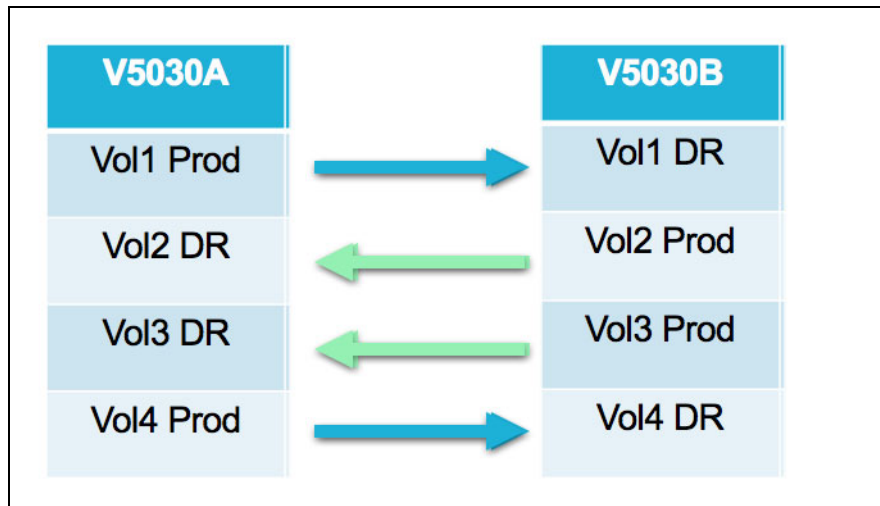 V5030A
V5030B
Vol1 Prod
Vol1 DR
Vol2 DR
Vol2 Prod
Vol3 DR
Vol3 Prod
Vol4 Prod
Vol4 DR